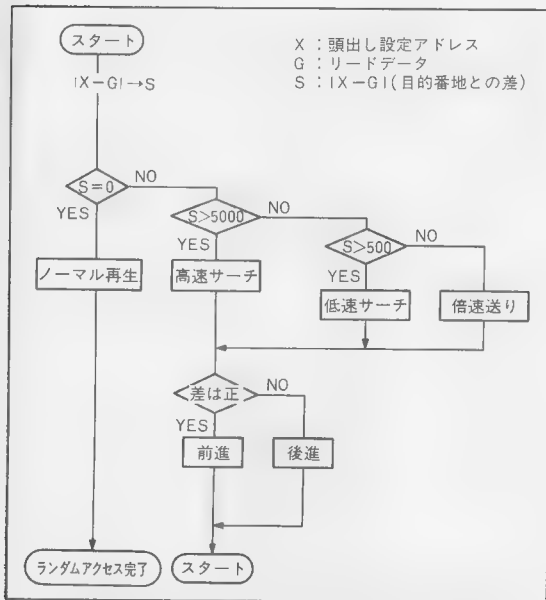 スタート
X：頭出し設定アドレス
G：リードデータ
S：|X−G|(目的番地との差)
|X−G|→S
S=0
NO
YES
S>5000
NO
YES
S>500
NO
YES
ノーマル再生
高速サーチ
低速サーチ
倍速送り
差は正
NO
YES
前進
後進
ランダムアクセス完了
スタート